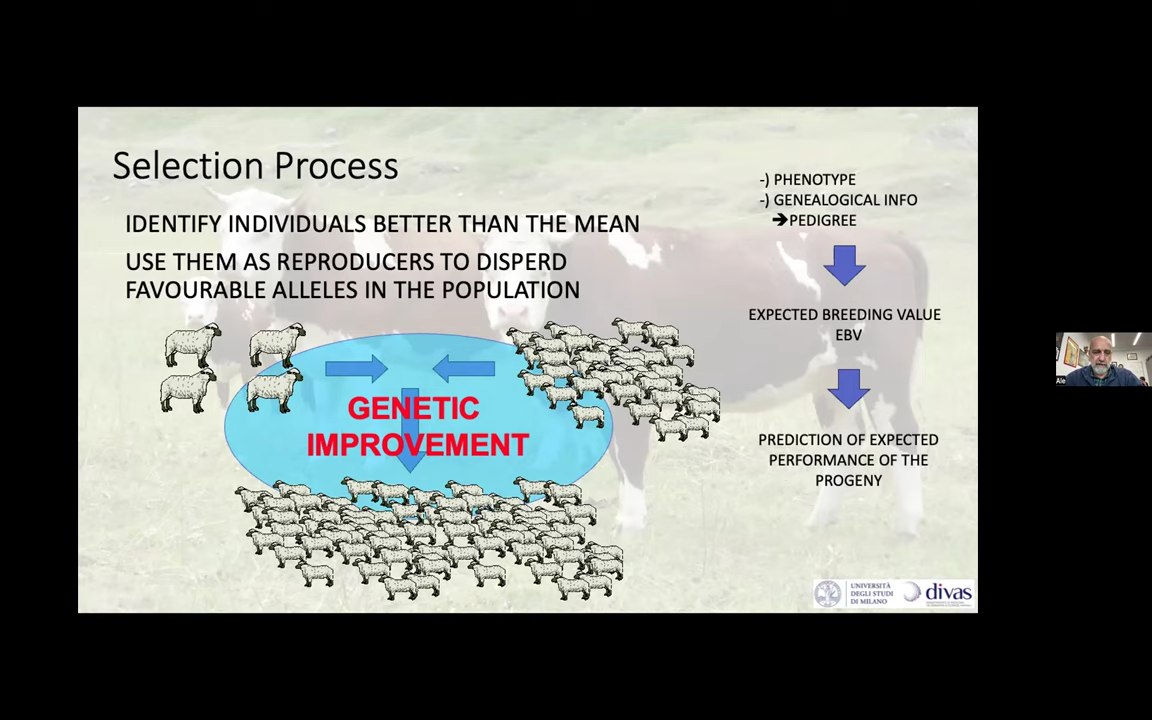 Selection Process
IDENTIFY INDIVIDUALS BETTER THAN THE MEAN
USE THEM AS REPRODUCERS TO DISPERD
FAVOURABLE ALLELES IN THE POPULATION
GENETIC
IMPROVEMENT
-) PHENOTYPE
-) GENEALOGICAL INFO
➔PEDIGREE
EXPECTED BREEDING VALUE
EBV
PREDICTION OF EXPECTED
PERFORMANCE OF THE
PROGENY
UNIVERSITÀ
DEGLI STUDI
DI MILANO
divas